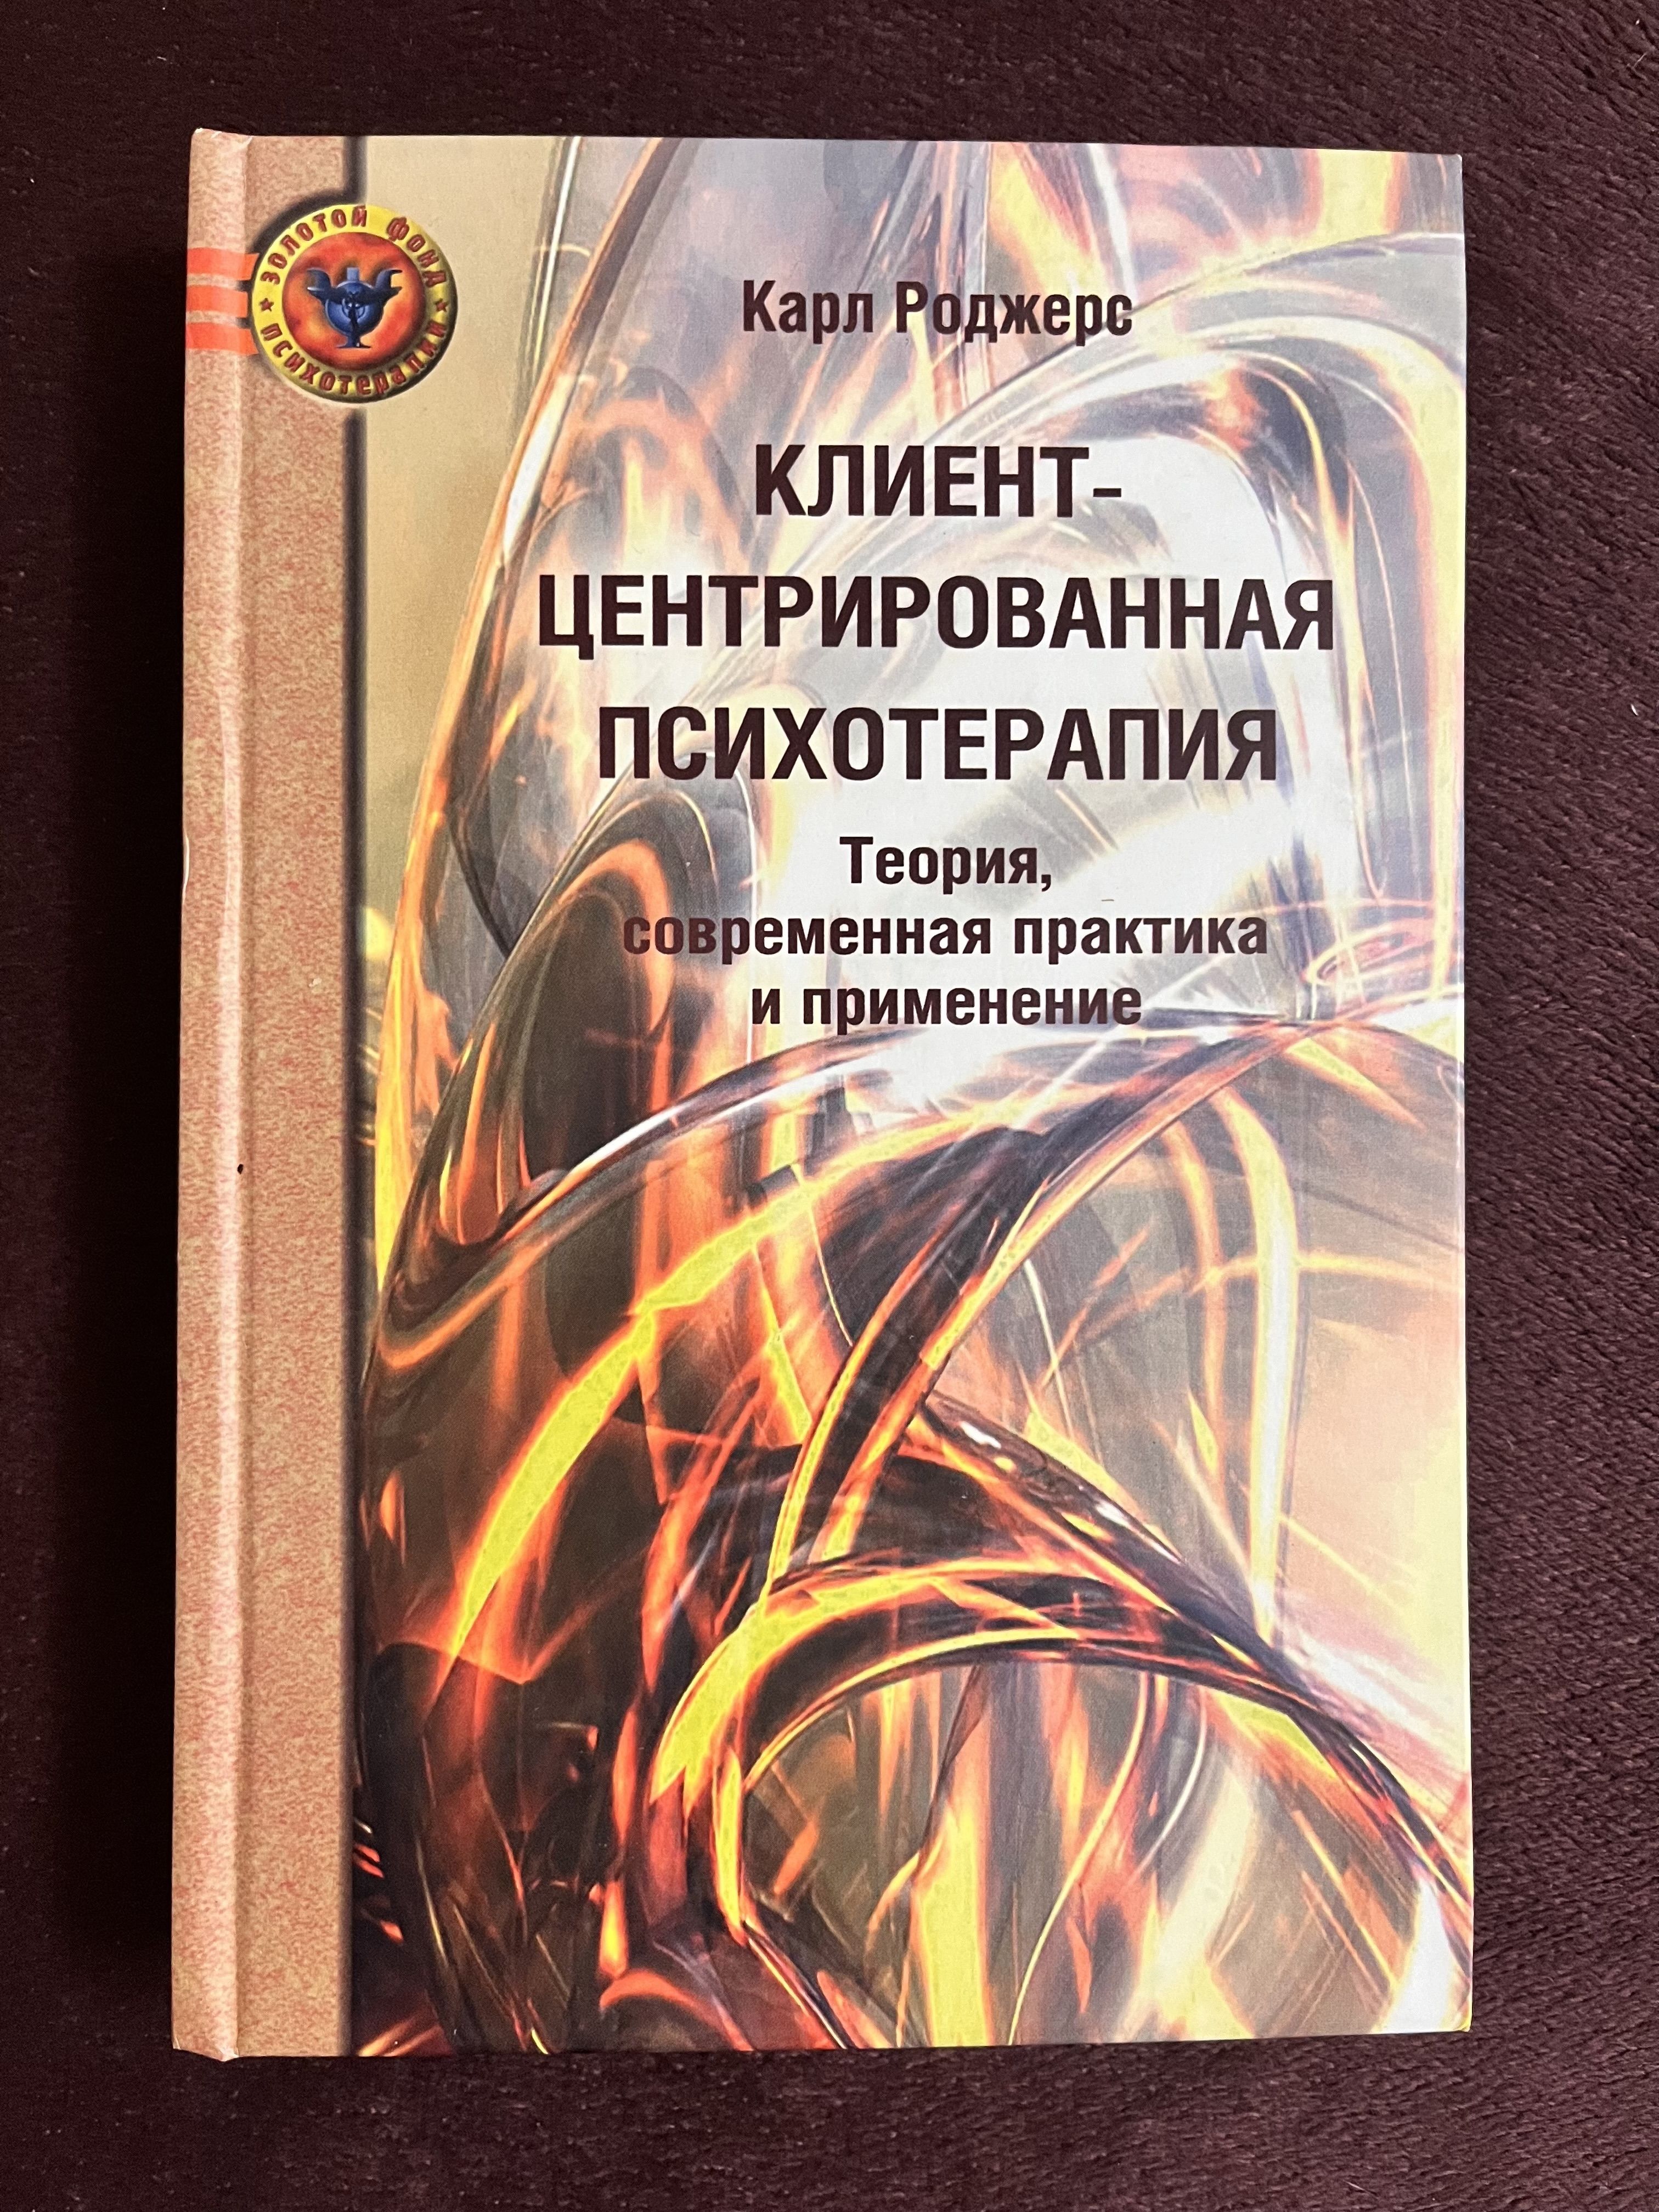 ЗОЛОТОЙ ФОНД
ПСИХОТЕРАПИИ
Карл Роджерс
КЛИЕНТ-
ЦЕНТРИРОВАННАЯ
ПСИХОТЕРАПИЯ
Теория,
современная практика
и применение